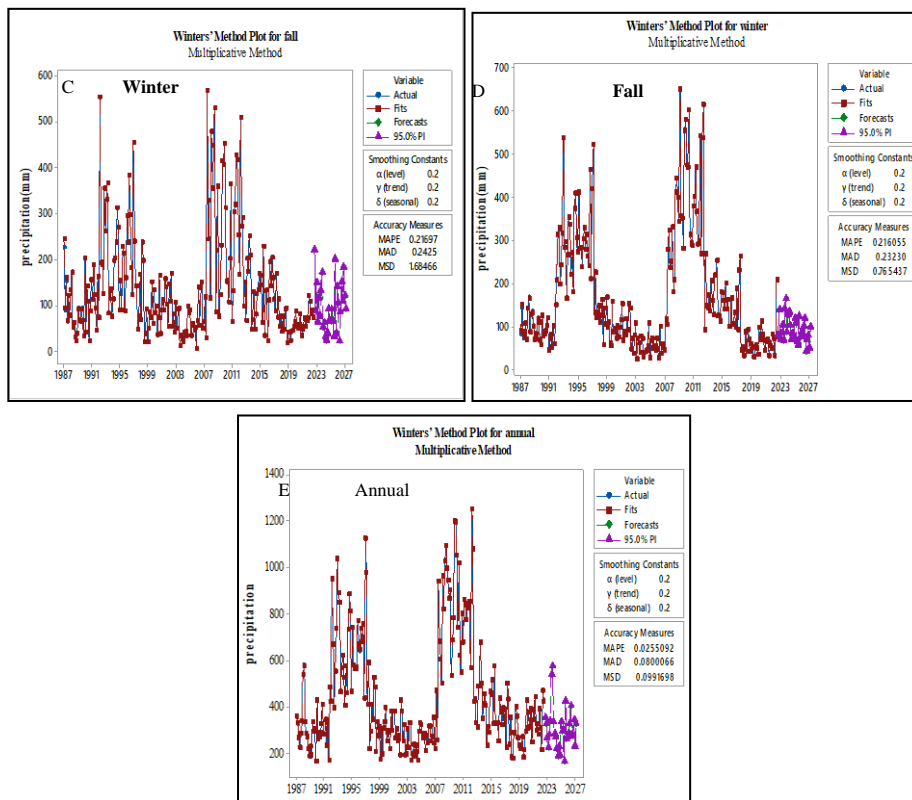 Winters' Method Plot for fall
Multiplicative Method
C
Winter
precipitation(mm)
600
500
400
300
200
100
0
1987 1991 1995 1999 2003 2007 2011 2015 2019 2023 2027
Variable
Actual
Fits
Forecasts
95.0% PI
Smoothing Constants
α (level) 0.2
γ (trend) 0.2
δ (seasonal) 0.2
Accuracy Measures
MAPE 0.21697
MAD 0.2425
MSD 1.68466
Winters' Method Plot for winter
Multiplicative Method
D
Fall
precipitation(mm)
700
600
500
400
300
200
100
0
1987 1991 1995 1999 2003 2007 2011 2015 2019 2023 2027
Variable
Actual
Fits
Forecasts
95.0% PI
Smoothing Constants
α (level) 0.2
γ (trend) 0.2
δ (seasonal) 0.2
Accuracy Measures
MAPE 0.216055
MAD 0.23230
MSD 0.765437
Winters' Method Plot for annual
Multiplicative Method
E
Annual
precipitation
1400
1200
1000
800
600
400
200
1987 1991 1995 1999 2003 2007 2011 2015 2019 2023 2027
Variable
Actual
Fits
Forecasts
95.0% PI
Smoothing Constants
α (level) 0.2
γ (trend) 0.2
δ (seasonal) 0.2
Accuracy Measures
MAPE 0.0255092
MAD 0.0800066
MSD 0.0991698